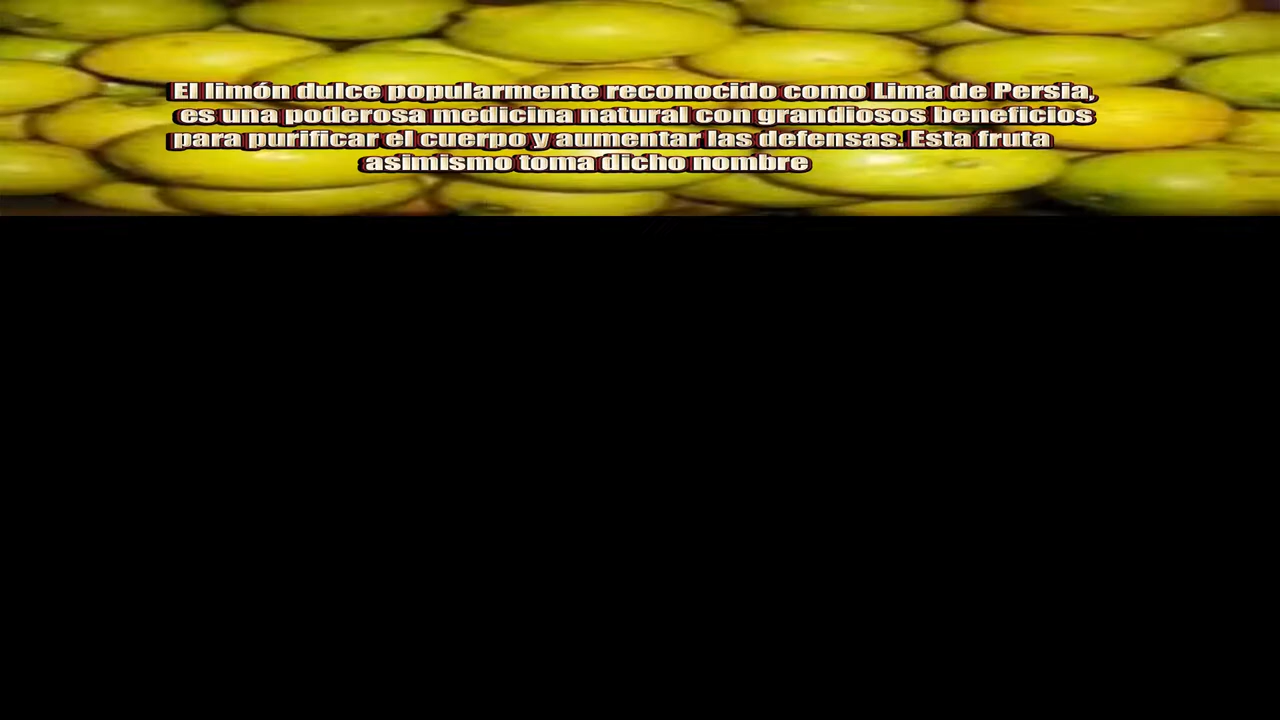 El limón dulce popularmente reconocido como Lima de Persia,
es una poderosa medicina natural con grandiosos beneficios
para purificar el cuerpo y aumentar las defensas. Esta fruta
asimismo toma dicho nombre